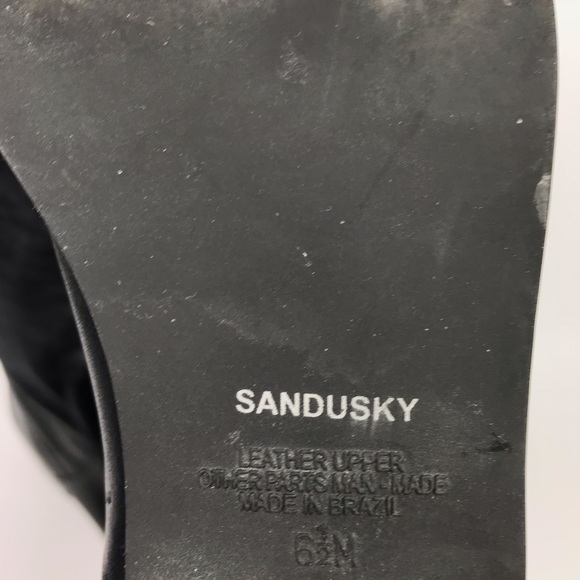 SANDUSKY
LEATHER UPPER
OTHER PARTS MAN-MADE
MADE IN BRAZIL
6½M